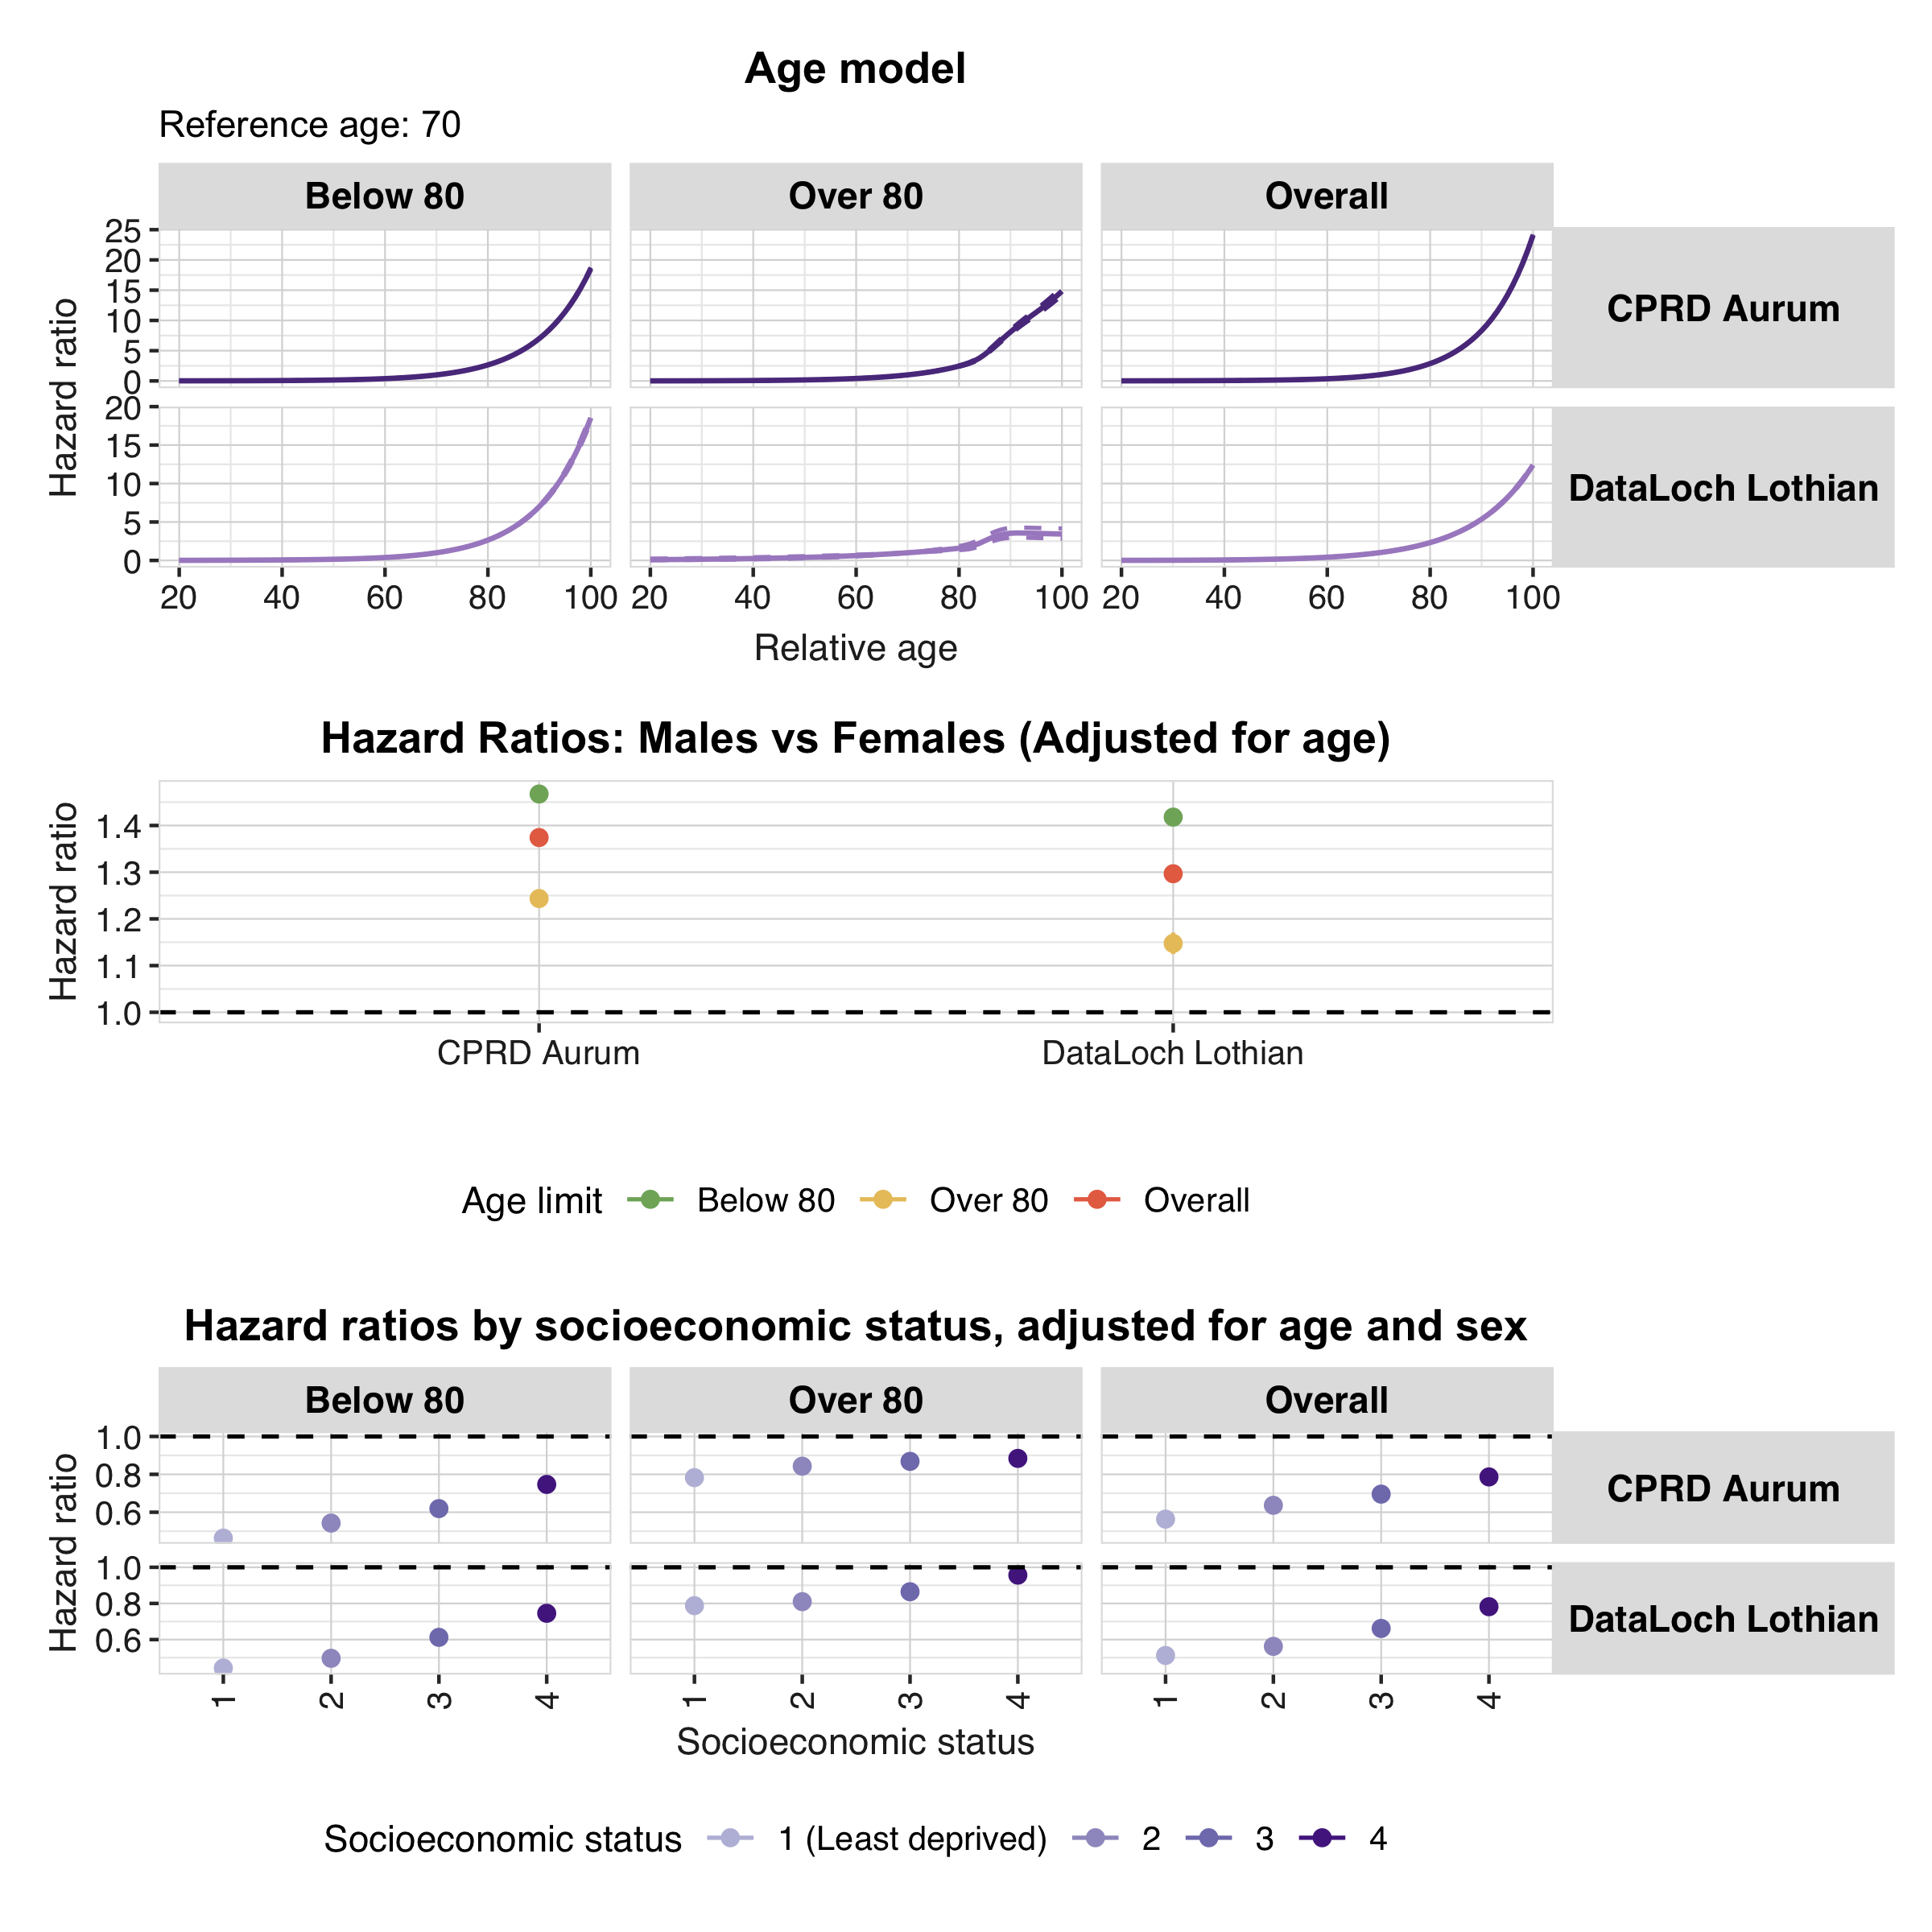 Age model
Reference age: 70
Below 80 Over 80 Overall
Hazard ratio
25
20
15
10
5
0
CPRD Aurum
20
15
10
5
0
DataLoch Lothian
20 40 60 80 100 20 40 60 80 100 20 40 60 80 100
Relative age
Hazard Ratios: Males vs Females (Adjusted for age)
Hazard ratio
1.4
1.3
1.2
1.1
1.0
CPRD Aurum DataLoch Lothian
Age limit Below 80 Over 80 Overall
Hazard ratios by socioeconomic status, adjusted for age and sex
Below 80 Over 80 Overall
Hazard ratio
1.0
0.8
0.6
CPRD Aurum
1.0
0.8
0.6
DataLoch Lothian
1 2 3 4 1 2 3 4 1 2 3 4
Socioeconomic status
Socioeconomic status 1 (Least deprived) 2 3 4